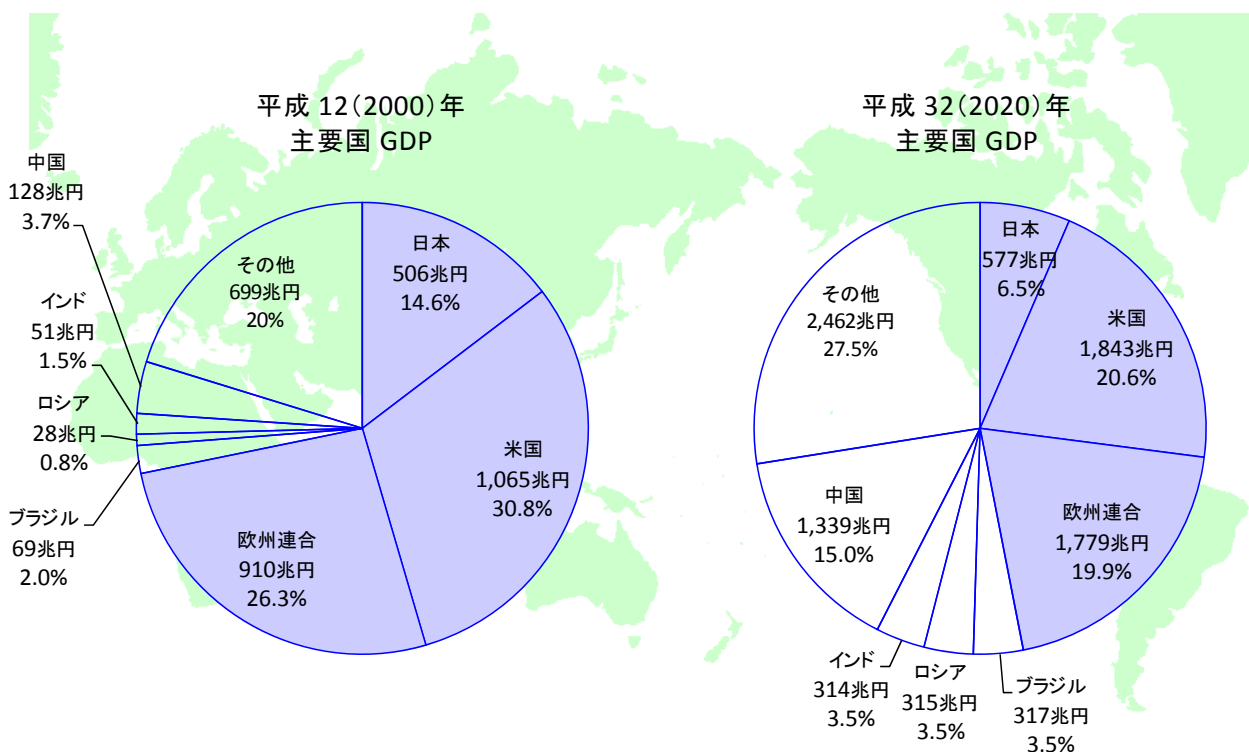 平成 12(2000)年
主要国 GDP
日本
506兆円
14.6%
米国
1,065兆円
30.8%
欧州連合
910兆円
26.3%
ブラジル
69兆円
2.0%
ロシア
28兆円
0.8%
インド
51兆円
1.5%
中国
128兆円
3.7%
その他
699兆円
20%
平成 32(2020)年
主要国 GDP
日本
577兆円
6.5%
米国
1,843兆円
20.6%
欧州連合
1,779兆円
19.9%
ブラジル
317兆円
3.5%
ロシア
315兆円
3.5%
インド
314兆円
3.5%
中国
1,339兆円
15.0%
その他
2,462兆円
27.5%